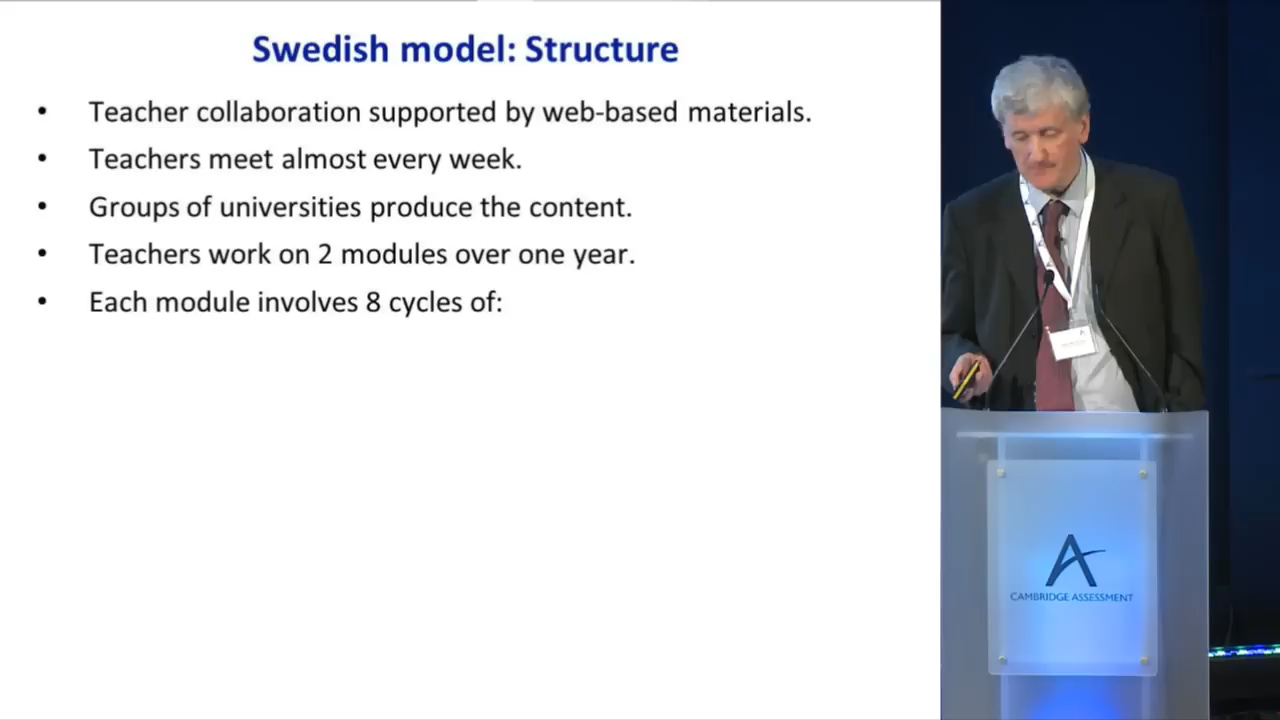 Swedish model: Structure
• Teacher collaboration supported by web-based materials.
• Teachers meet almost every week.
• Groups of universities produce the content.
• Teachers work on 2 modules over one year.
• Each module involves 8 cycles of:
A
CAMBRIDGE ASSESSMENT